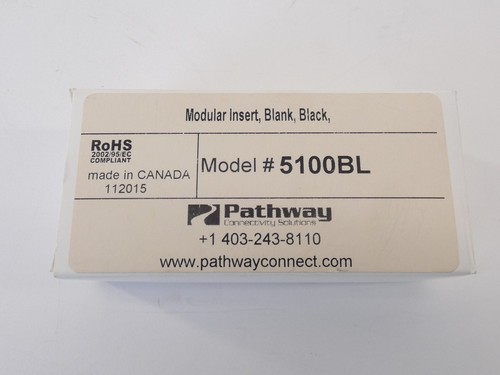 Modular Insert, Blank, Black,
RoHS
2002/95/EC
COMPLIANT
made in CANADA
112015
Model # 5100BL
Pathway
Connectivity Solutions
+1 403-243-8110
www.pathwayconnect.com